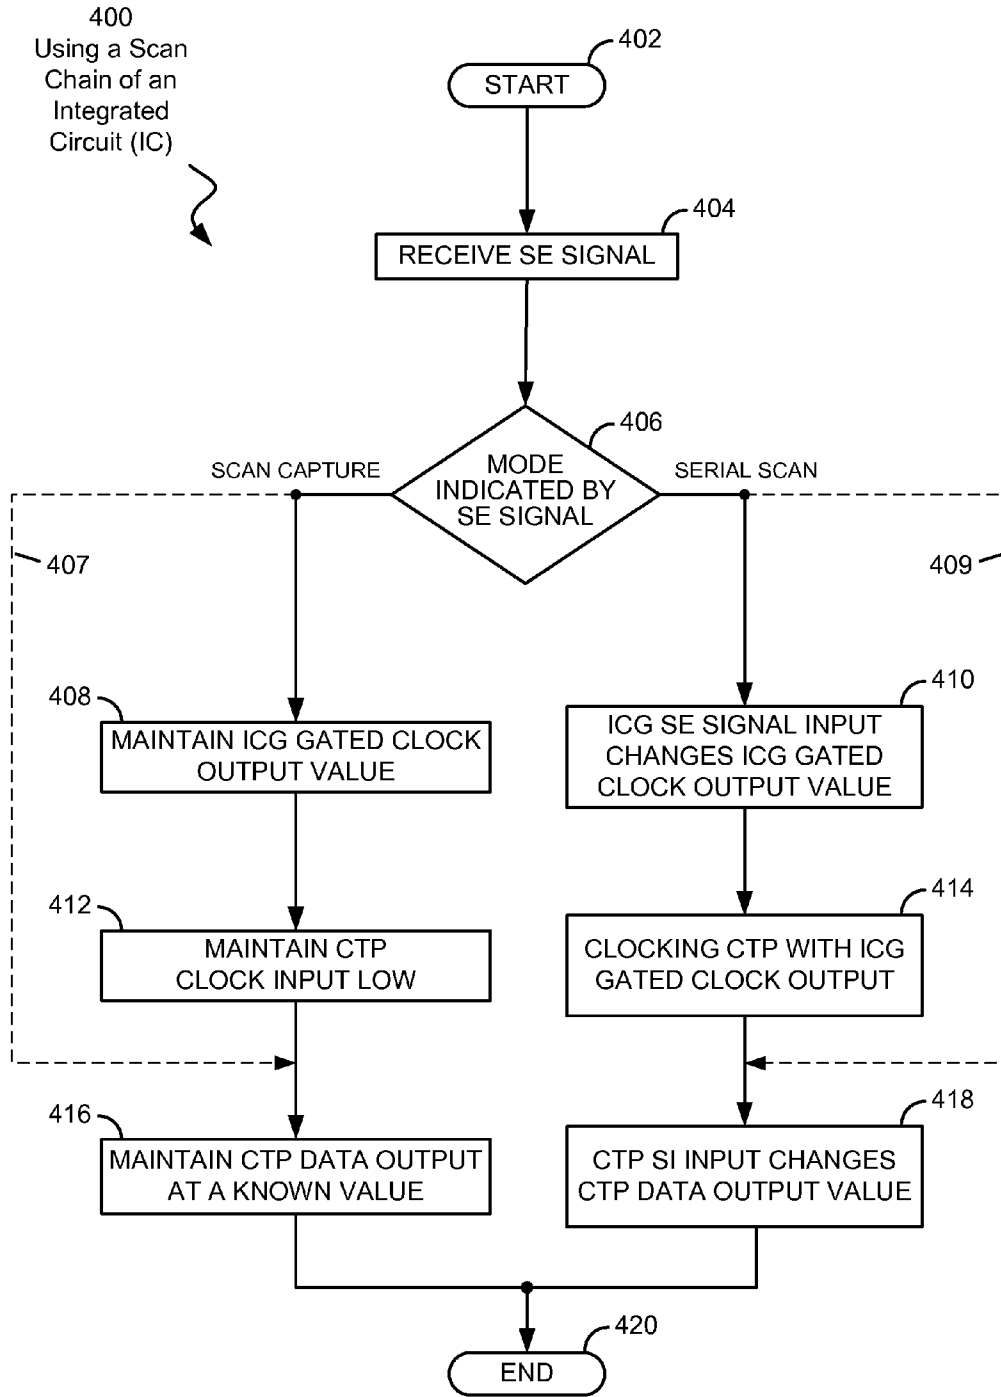 400
Using a Scan
Chain of an
Integrated
Circuit (IC)
402
START
404
RECEIVE SE SIGNAL
406
MODE
INDICATED BY
SE SIGNAL
SCAN CAPTURE
SERIAL SCAN
407
409
408
MAINTAIN ICG GATED CLOCK
OUTPUT VALUE
410
ICG SE SIGNAL INPUT
CHANGES ICG GATED
CLOCK OUTPUT VALUE
412
MAINTAIN CTP
CLOCK INPUT LOW
414
CLOCKING CTP WITH ICG
GATED CLOCK OUTPUT
416
MAINTAIN CTP DATA OUTPUT
AT A KNOWN VALUE
418
CTP SI INPUT CHANGES
CTP DATA OUTPUT VALUE
420
END